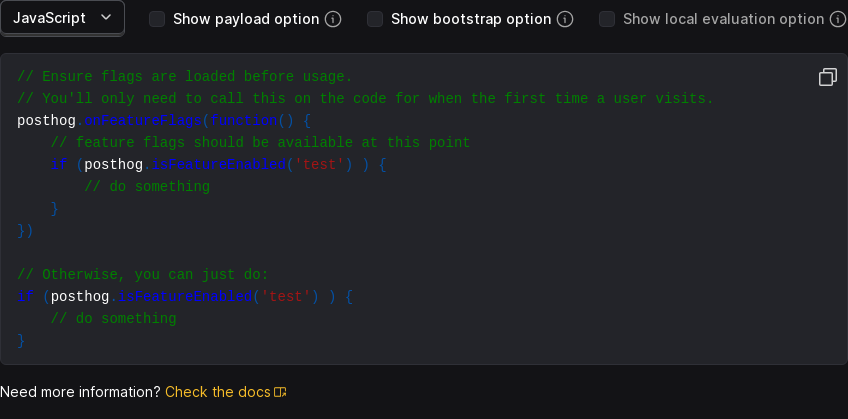 JavaScript Show payload option Show bootstrap option Show local evaluation option
// Ensure flags are loaded before usage.
// You'll only need to call this on the code for when the first time a user visits.
posthog.onFeatureFlags(function() {
    // feature flags should be available at this point
    if (posthog.isFeatureEnabled('test') ) {
        // do something
    }
})
// Otherwise, you can just do:
if (posthog.isFeatureEnabled('test') ) {
    // do something
}
Need more information? Check the docs